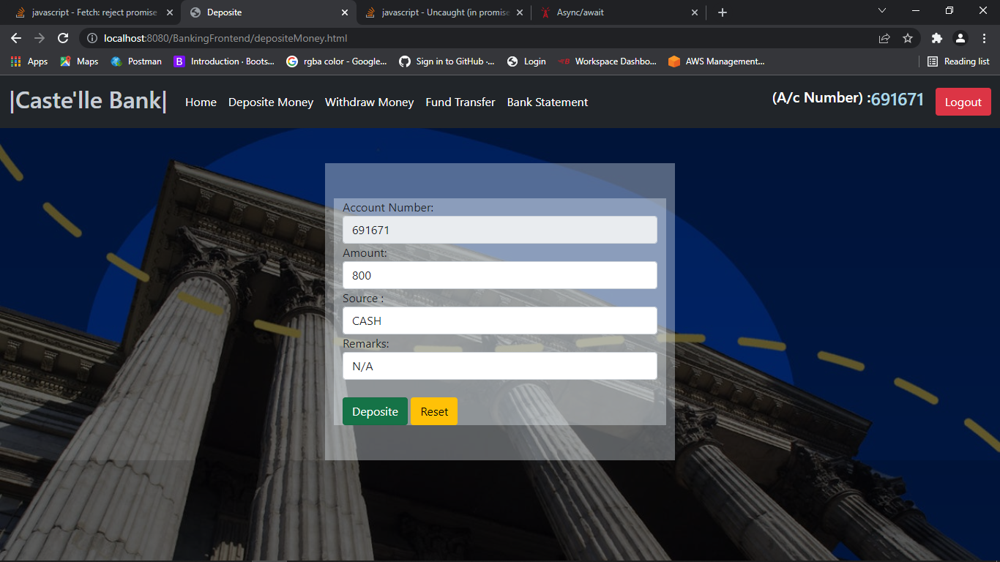 javascript - Fetch: reject promise
Deposite
javascript - Uncaught (in promise
Async/await
localhost:8080/BankingFrontend/depositeMoney.html
Apps
Maps
Postman
B
Introduction · Boots...
rgba color - Google...
Sign in to GitHub ·...
Login
Workspace Dashbo...
AWS Management...
Reading list
|Caste'lle Bank|
Home
Deposite Money
Withdraw Money
Fund Transfer
Bank Statement
(A/c Number) :691671
Logout
Account Number:
691671
Amount:
800
Source :
CASH
Remarks:
N/A
Deposite
Reset